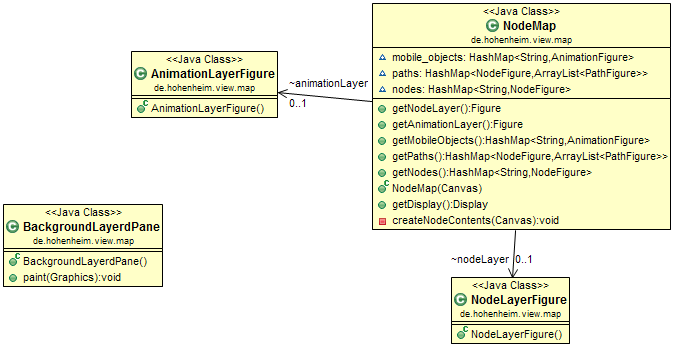 <<Java Class>>
NodeMap
de.hohenheim.view.map
mobile_objects: HashMap<String,AnimationFigure>
paths: HashMap<NodeFigure,ArrayList<PathFigure>>
nodes: HashMap<String,NodeFigure>
getNodeLayer():Figure
getAnimationLayer():Figure
getMobileObjects():HashMap<String,AnimationFigure>
getPaths():HashMap<NodeFigure,ArrayList<PathFigure>>
getNodes():HashMap<String,NodeFigure>
NodeMap(Canvas)
getDisplay():Display
createNodeContents(Canvas):void
<<Java Class>>
AnimationLayerFigure
de.hohenheim.view.map
AnimationLayerFigure()
~animationLayer
0..1
<<Java Class>>
BackgroundLayerdPane
de.hohenheim.view.map
BackgroundLayerdPane()
paint(Graphics):void
~nodeLayer 0..1
<<Java Class>>
NodeLayerFigure
de.hohenheim.view.map
NodeLayerFigure()